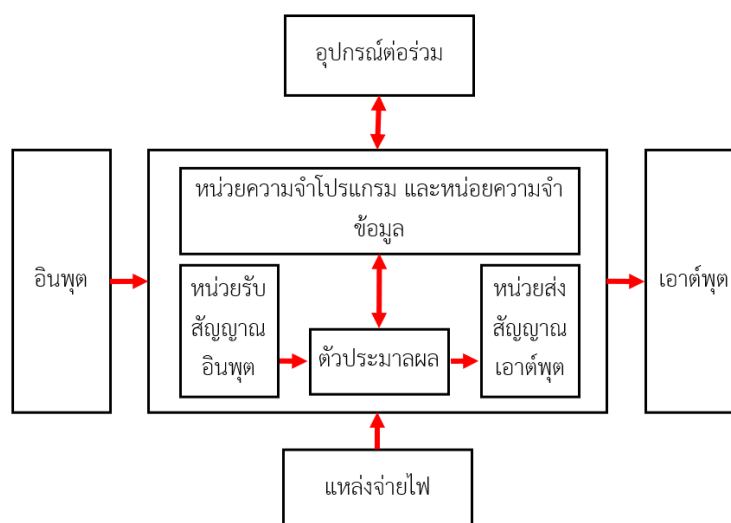 อุปกรณ์ต่อร่วม
หน่วยความจำโปรแกรม และหน่อยความจำ
ข้อมูล
อินพุต
หน่วยรับ
สัญญาณ
อินพุต
ตัวประมาลผล
หน่วยส่ง
สัญญาณ
เอาต์พุต
เอาต์พุต
แหล่งจ่ายไฟ